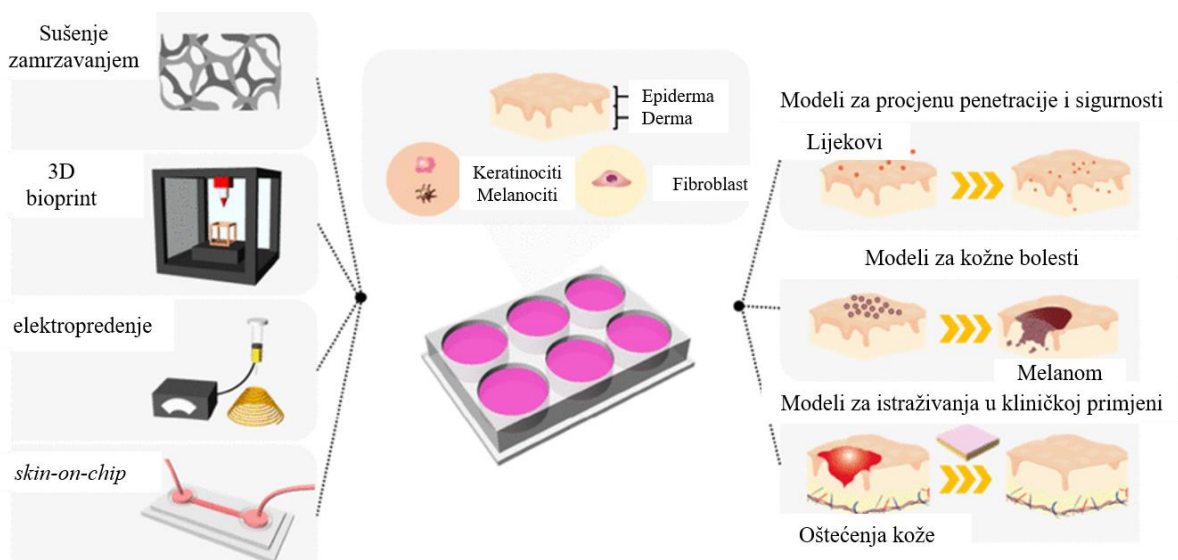 Sušenje
zamrzavanjem
3D
bioprint
elektropredenje
skin-on-chip
Epiderma
Derma
Keratinociti
Melanociti
Fibroblast
Modeli za procjenu penetracije i sigurnosti
Lijekovi
Modeli za kožne bolesti
Melanom
Modeli za istraživanja u kliničkoj primjeni
Oštećenja kože